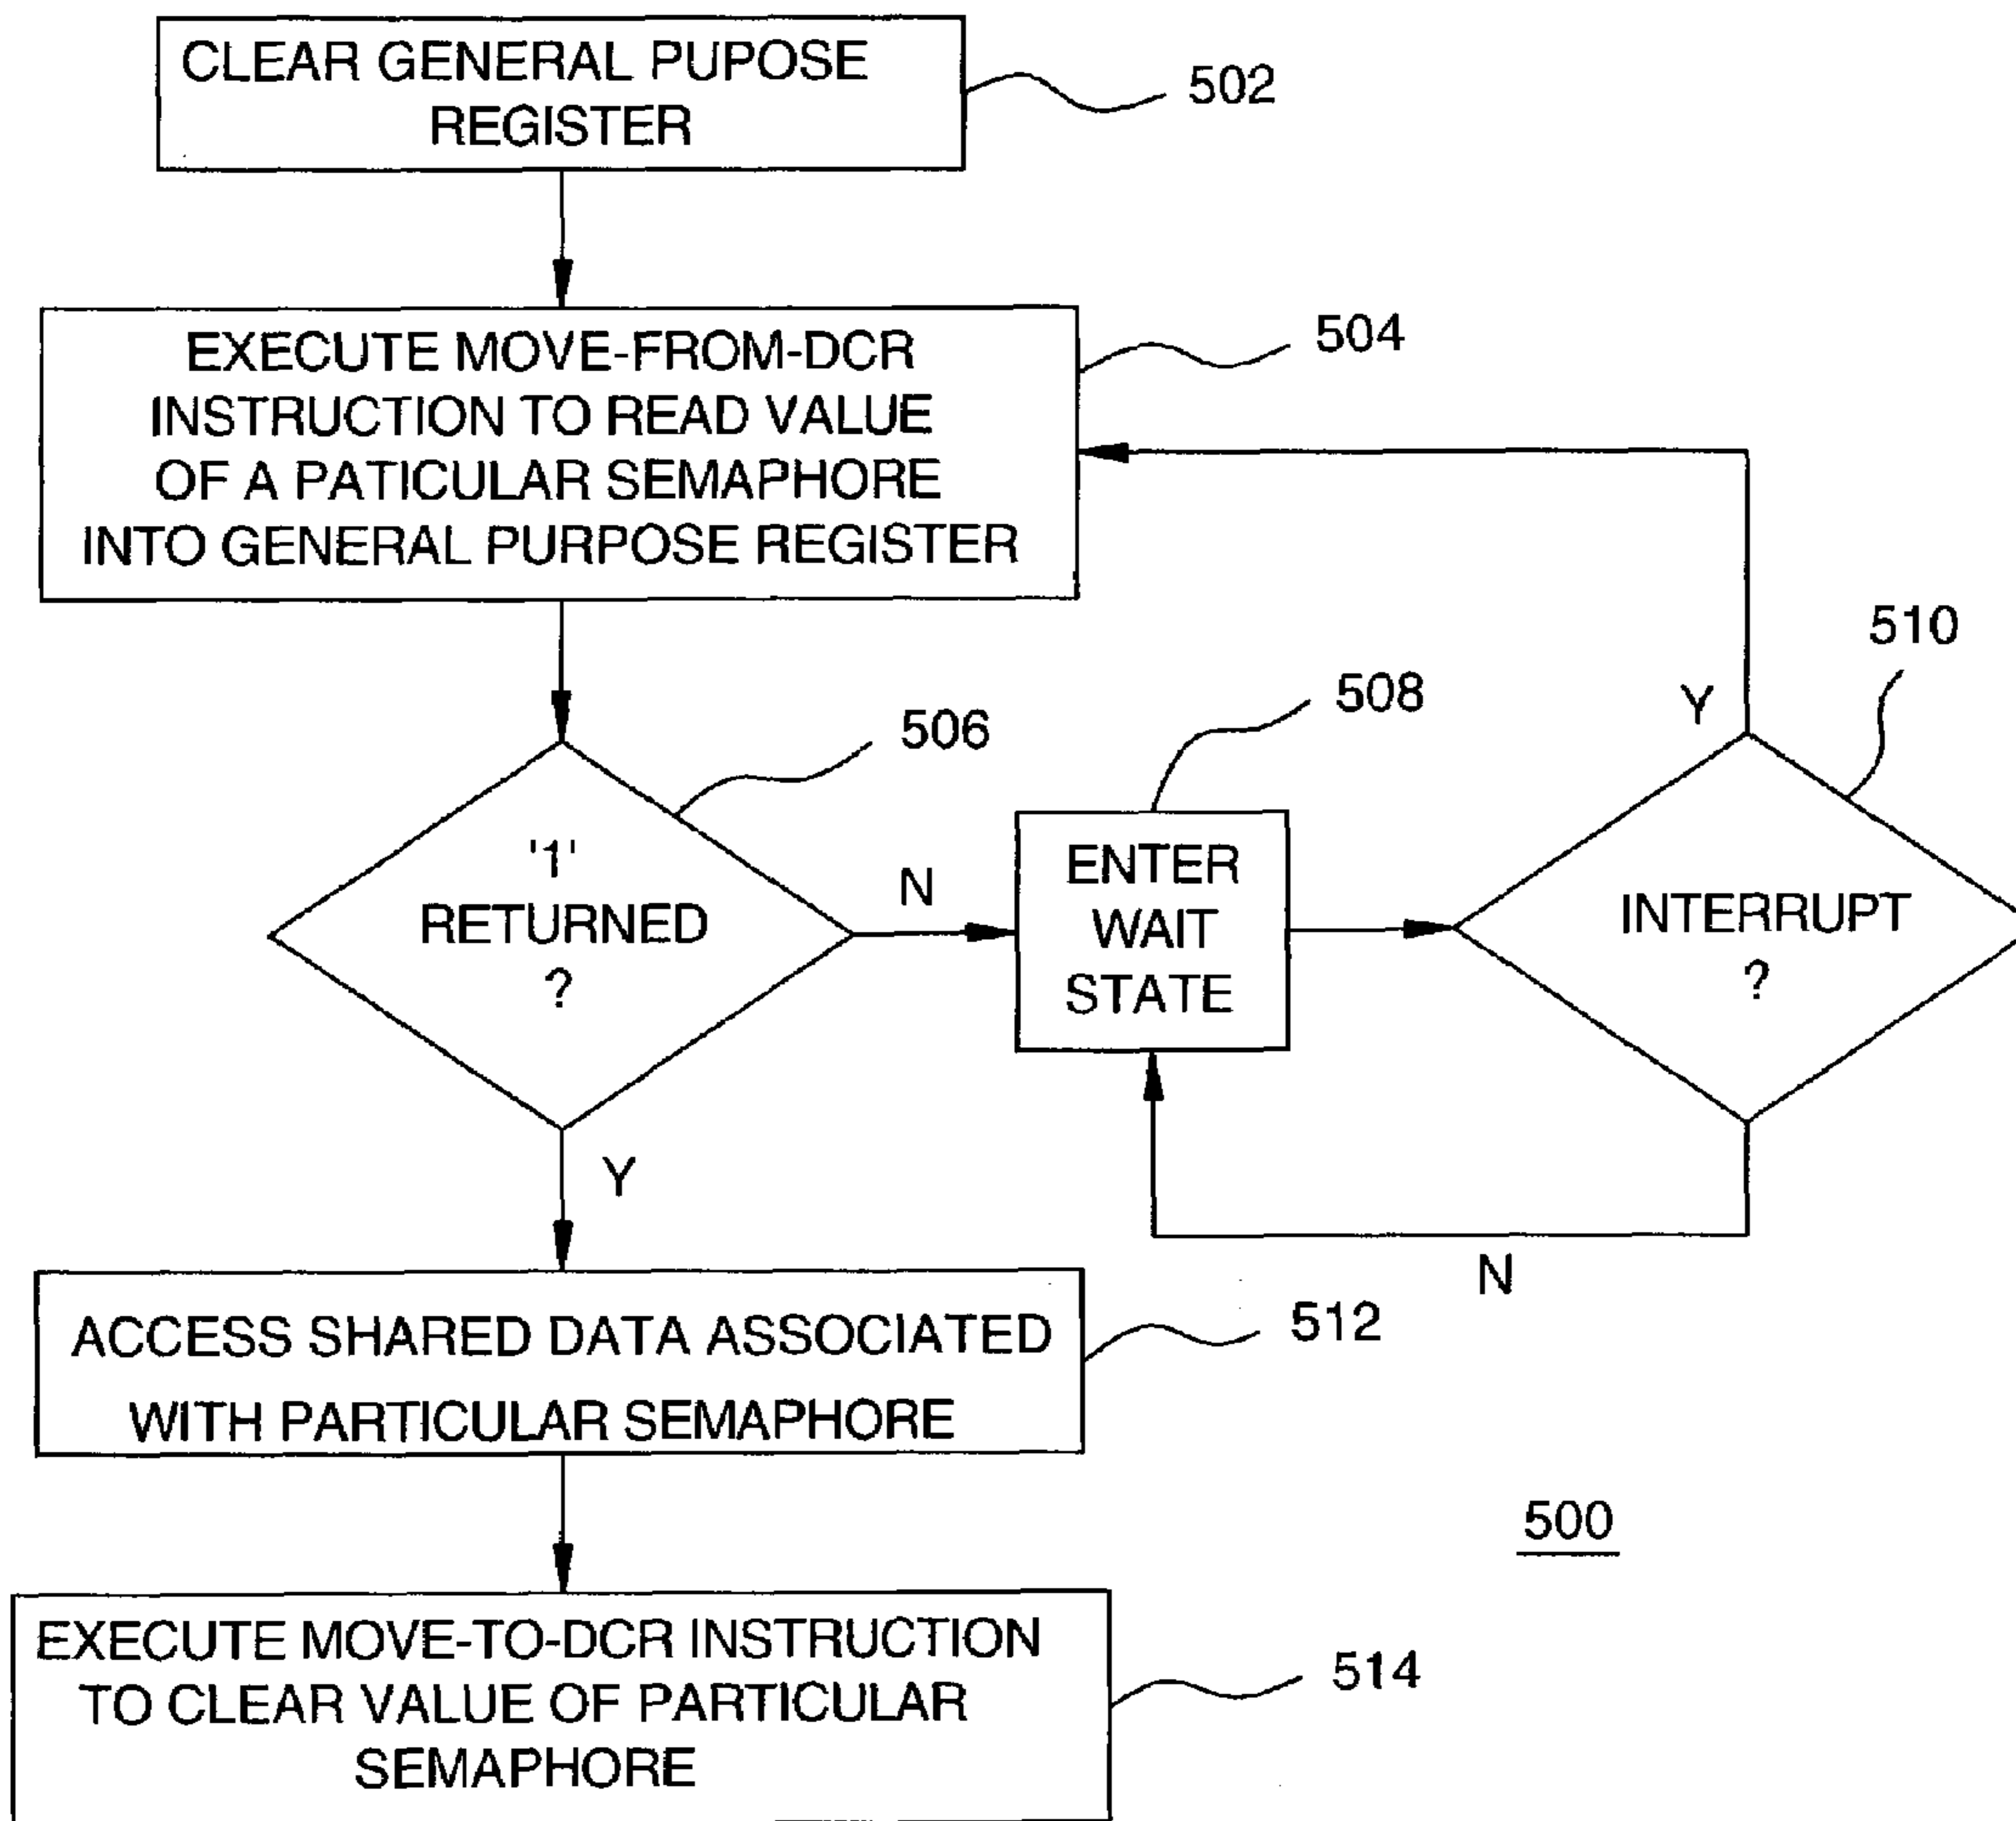 CLEAR GENERAL PUPOSE
REGISTER
502
EXECUTE MOVE-FROM-DCR
INSTRUCTION TO READ VALUE
OF A PATICULAR SEMAPHORE
INTO GENERAL PURPOSE REGISTER
504
510
Y
508
506
'1'
RETURNED
?
N
ENTER
WAIT
STATE
INTERRUPT
?
Y
N
ACCESS SHARED DATA ASSOCIATED
WITH PARTICULAR SEMAPHORE
512
500
EXECUTE MOVE-TO-DCR INSTRUCTION
TO CLEAR VALUE OF PARTICULAR
SEMAPHORE
514